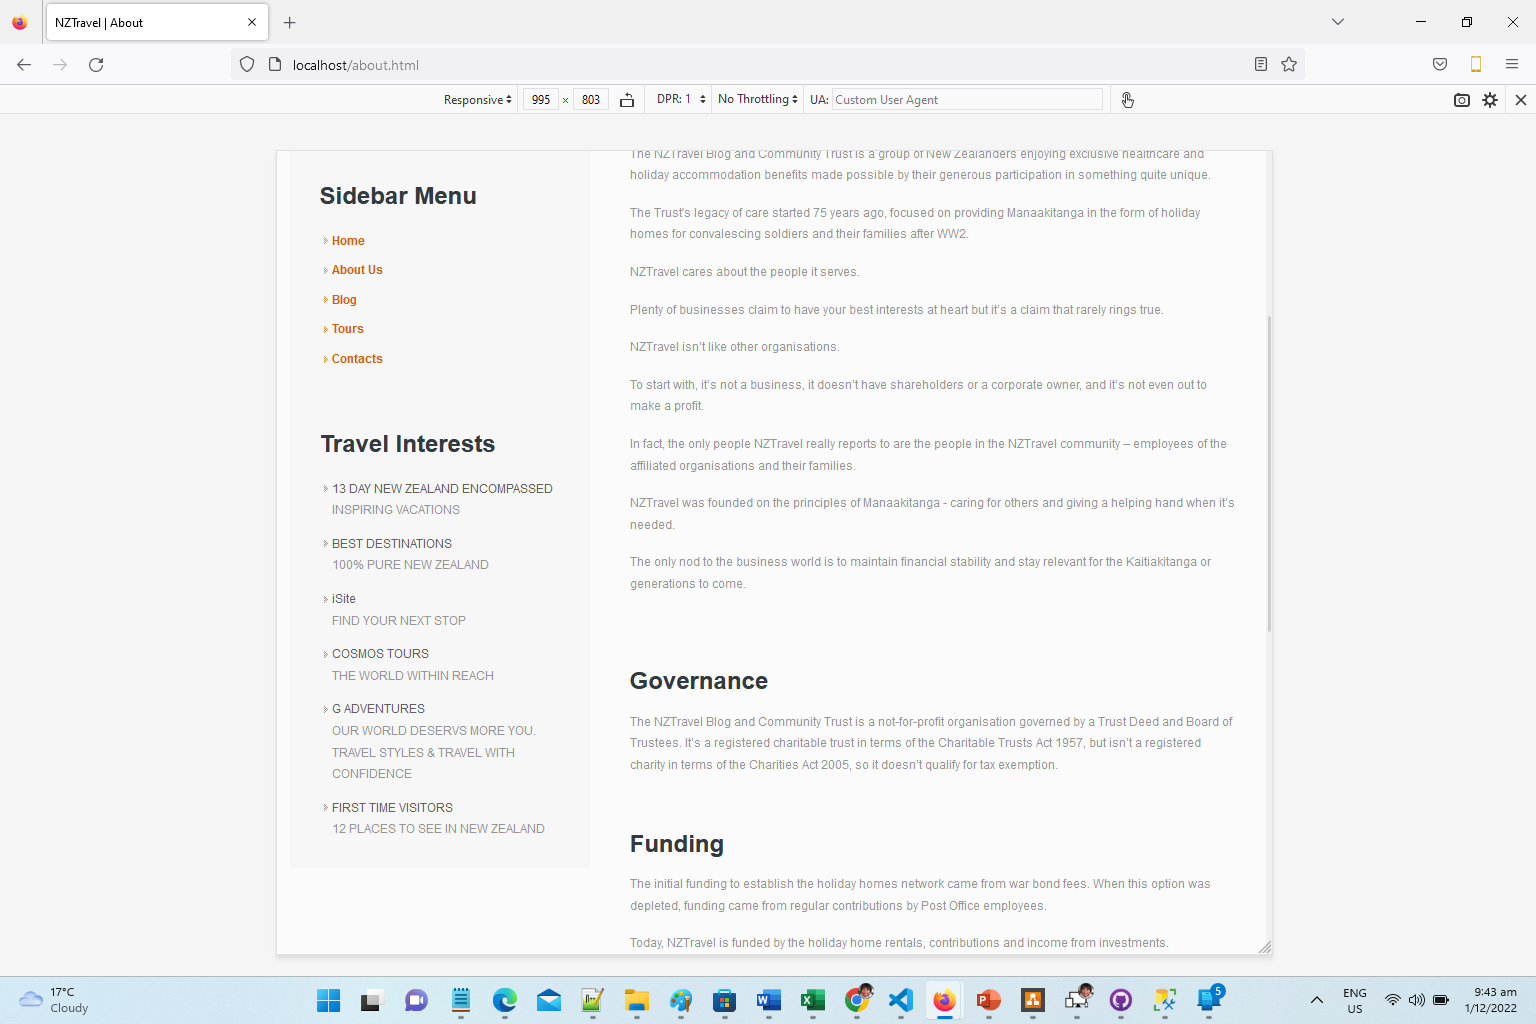 NZTravel | About
localhost/about.html
Responsive
995 × 803
DPR: 1
No Throttling
UA: Custom User Agent
Sidebar Menu
Home
About Us
Blog
Tours
Contacts
Travel Interests
13 DAY NEW ZEALAND ENCOMPASSED
INSPIRING VACATIONS
BEST DESTINATIONS
100% PURE NEW ZEALAND
iSite
FIND YOUR NEXT STOP
COSMOS TOURS
THE WORLD WITHIN REACH
G ADVENTURES
OUR WORLD DESERVS MORE YOU.
TRAVEL STYLES & TRAVEL WITH
CONFIDENCE
FIRST TIME VISITORS
12 PLACES TO SEE IN NEW ZEALAND
The NZTravel Blog and Community Trust is a group of New Zealanders enjoying exclusive healthcare and
holiday accommodation benefits made possible by their generous participation in something quite unique.
The Trust's legacy of care started 75 years ago, focused on providing Manaakitanga in the form of holiday
homes for convalescing soldiers and their families after WW2.
NZTravel cares about the people it serves.
Plenty of businesses claim to have your best interests at heart but it's a claim that rarely rings true.
NZTravel isn't like other organisations.
To start with, it's not a business, it doesn't have shareholders or a corporate owner, and it's not even out to
make a profit.
In fact, the only people NZTravel really reports to are the people in the NZTravel community – employees of the
affiliated organisations and their families.
NZTravel was founded on the principles of Manaakitanga - caring for others and giving a helping hand when it's
needed.
The only nod to the business world is to maintain financial stability and stay relevant for the Kaitiakitanga or
generations to come.
Governance
The NZTravel Blog and Community Trust is a not-for-profit organisation governed by a Trust Deed and Board of
Trustees. It's a registered charitable trust in terms of the Charitable Trusts Act 1957, but isn't a registered
charity in terms of the Charities Act 2005, so it doesn't qualify for tax exemption.
Funding
The initial funding to establish the holiday homes network came from war bond fees. When this option was
depleted, funding came from regular contributions by Post Office employees.
Today, NZTravel is funded by the holiday home rentals, contributions and income from investments.
17°C
Cloudy
5
ENG
US
9:43 am
1/12/2022